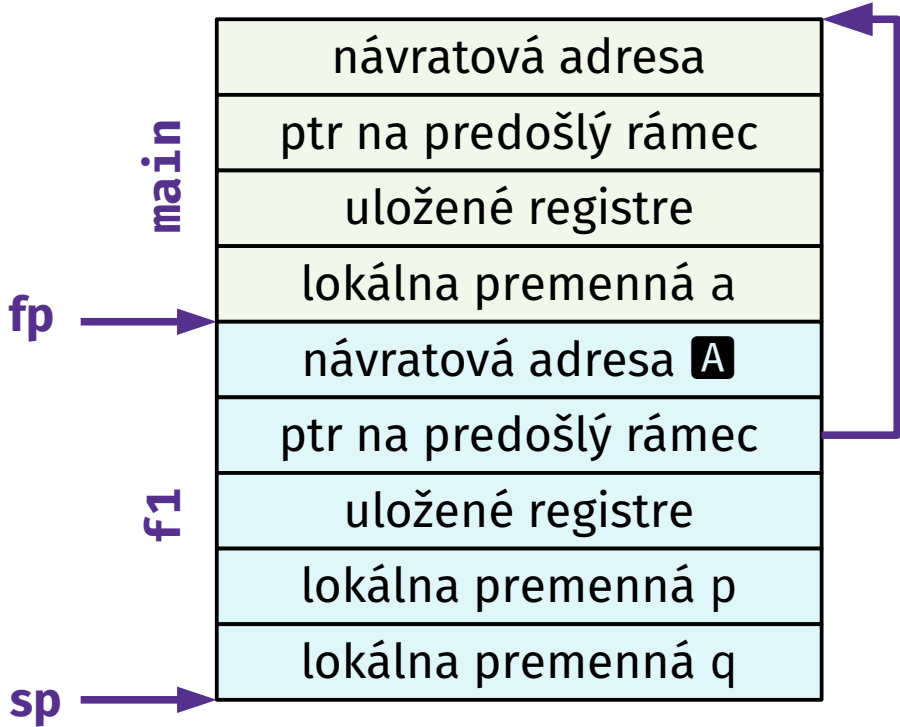 návratová adresa
ptr na predošlý rámec
uložené registre
lokálna premenná a
main
fp
návratová adresa A
ptr na predošlý rámec
uložené registre
lokálna premenná p
lokálna premenná q
f1
sp